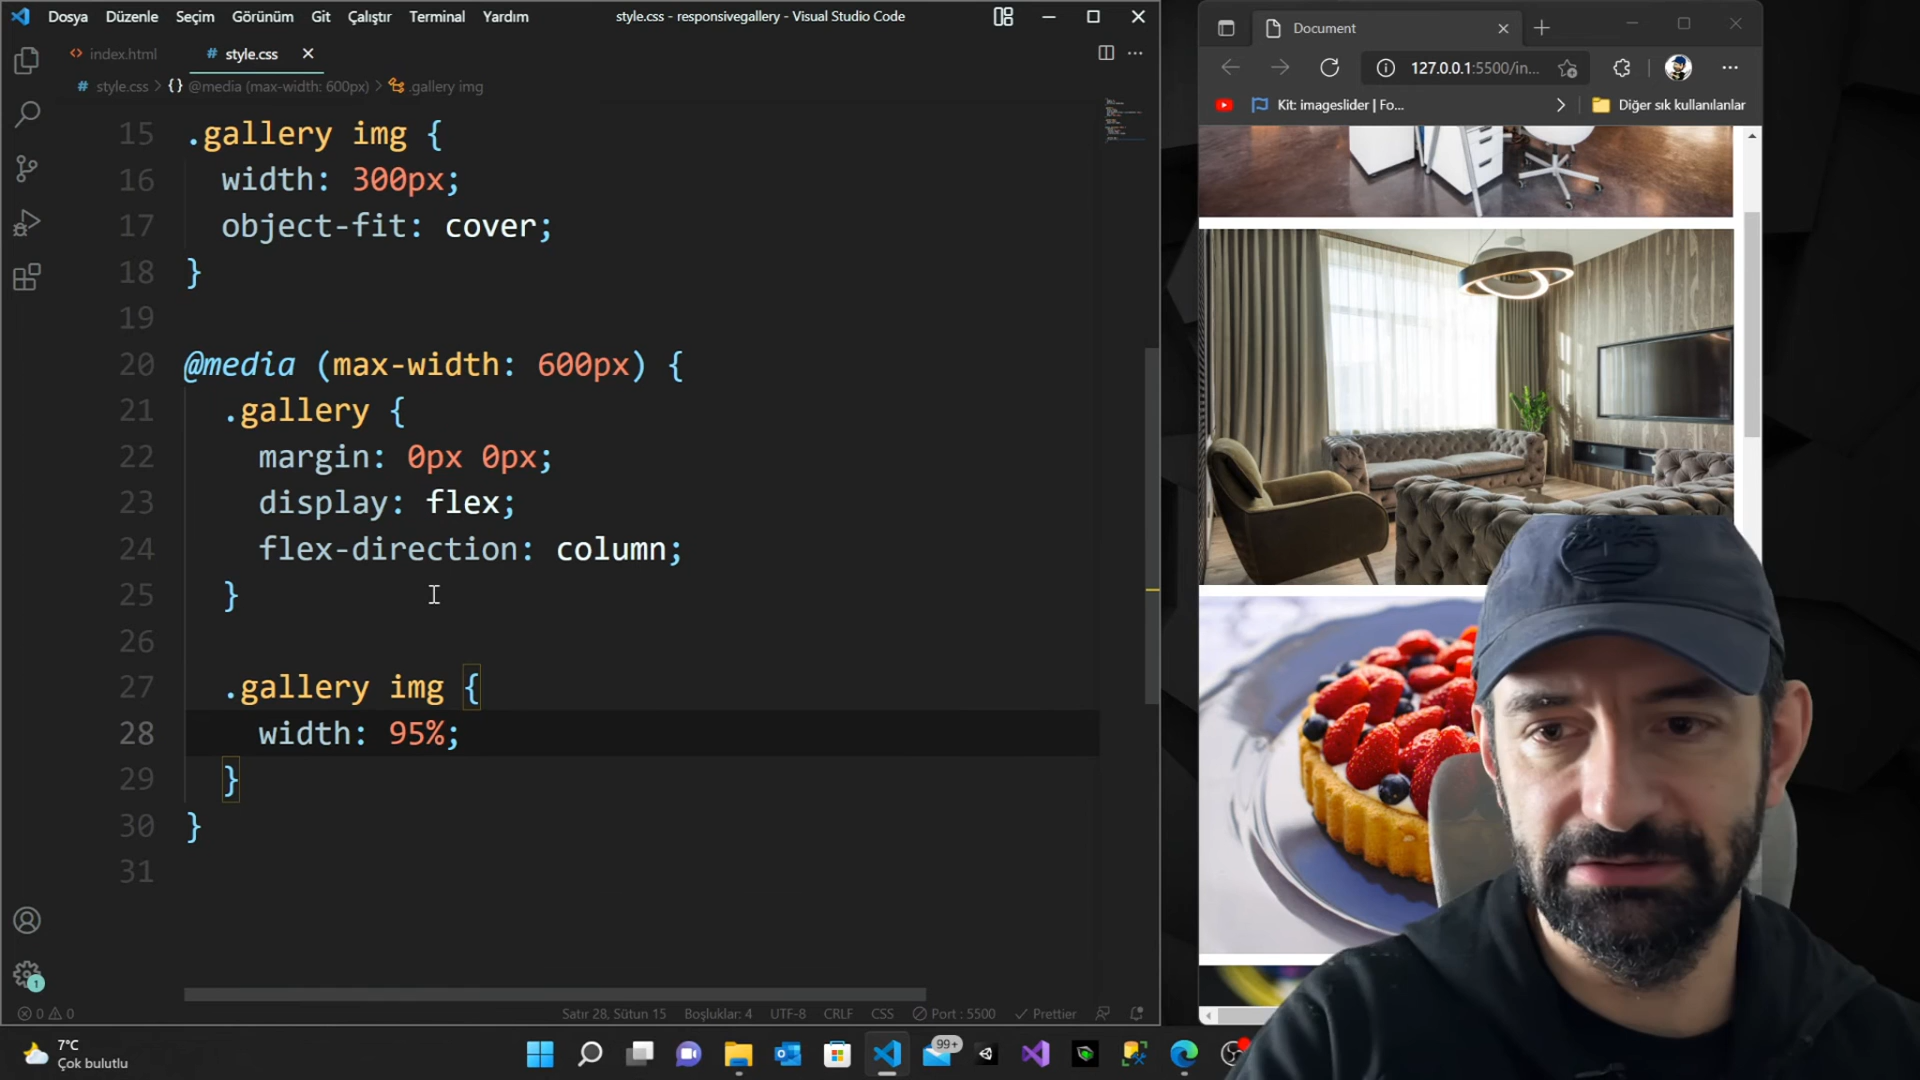 Dosya Düzenle Seçim Görünüm Git Çalıştır Terminal Yardım
style.css - responsivegallery - Visual Studio Code
index.html
# style.css
# style.css > {} @media (max-width: 600px) > .gallery img
15 .gallery img {
16 width: 300px;
17 object-fit: cover;
18 }
19
20 @media (max-width: 600px) {
21 .gallery {
22 margin: 0px 0px;
23 display: flex;
24 flex-direction: column;
25 }
26
27 .gallery img {
28 width: 95%;
29 }
30 }
31
1
0 0
Satır 28, Sütun 15 Boşluklar: 4 UTF-8 CRLF CSS Port : 5500 Prettier
Document
127.0.0.1:5500/in...
Kit: imageslider | Fo...
Diğer sık kullanılanlar
7°C
Çok bulutlu
99+